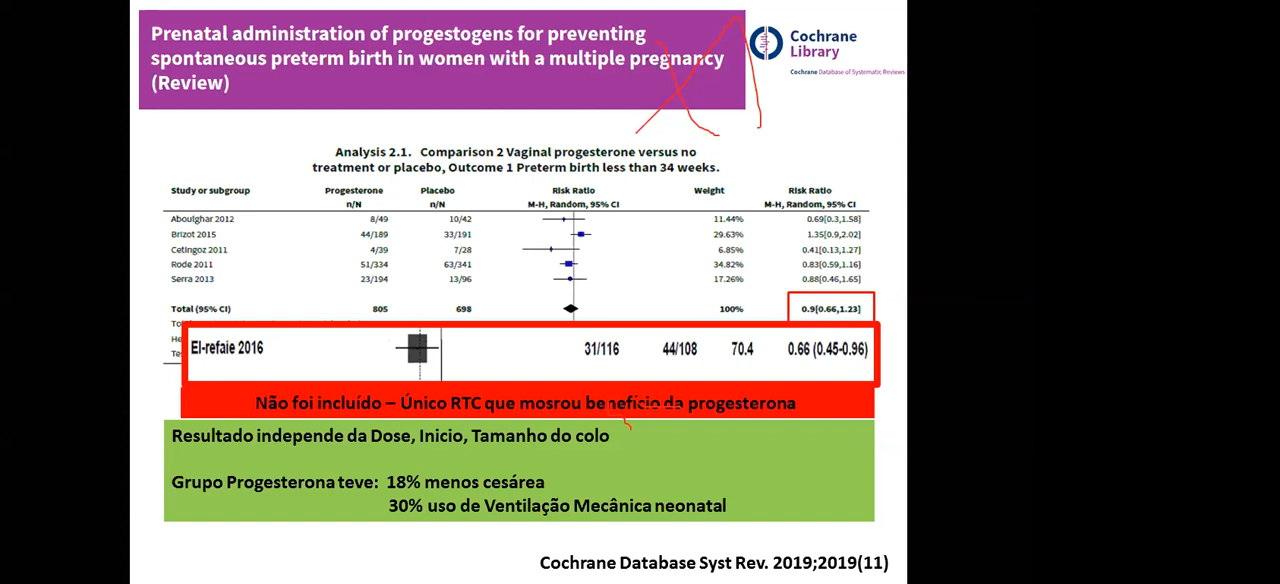 Prenatal administration of progestogens for preventing
spontaneous preterm birth in women with a multiple pregnancy
(Review)
Cochrane
Library
Cochrane Database of Systematic Reviews
Analysis 2.1. Comparison 2 Vaginal progesterone versus no
treatment or placebo, Outcome 1 Preterm birth less than 34 weeks.
Study or subgroup Progesterone Placebo Risk Ratio Weight Risk Ratio
n/N n/N M-H, Random, 95% CI M-H, Random, 95% CI
Aboulghar 2012 8/49 10/42 11.44% 0.69[0.3,1.58]
Brizot 2015 44/189 33/191 29.63% 1.35[0.9,2.02]
Cetingoz 2011 4/39 7/28 6.85% 0.41[0.13,1.27]
Rode 2011 51/334 63/341 34.82% 0.83[0.59,1.16]
Serra 2013 23/194 13/96 17.26% 0.88[0.46,1.65]
Total (95% CI) 805 698 100% 0.9[0.66,1.23]
El-refaie 2016 31/116 44/108 70.4 0.66 (0.45-0.96)
Não foi incluído – Único RTC que mosrou benefício da progesterona
Resultado independe da Dose, Inicio, Tamanho do colo
Grupo Progesterona teve: 18% menos cesárea
30% uso de Ventilação Mecânica neonatal
Cochrane Database Syst Rev. 2019;2019(11)